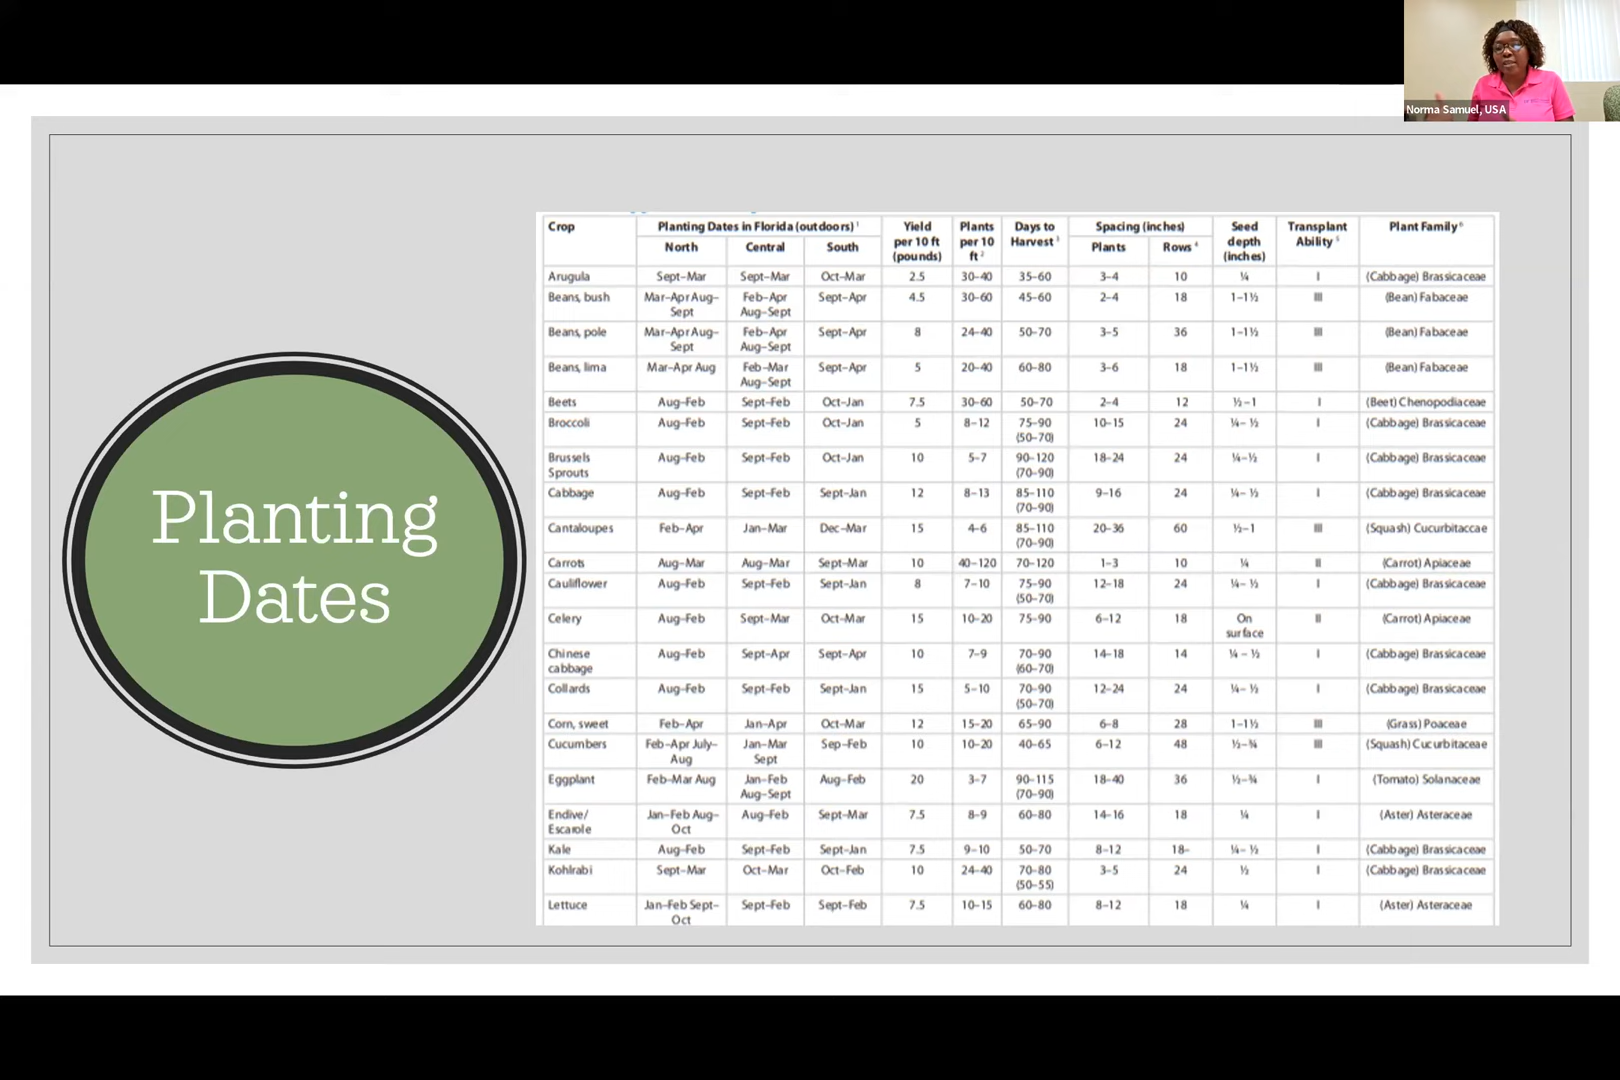 Norma Samuel, USA
Planting
Dates
Crop Planting Dates in Florida (outdoors)¹ Yield per 10 ft (pounds) Plants per 10 ft² Days to Harvest³ Spacing (inches) Seed depth (inches) Transplant Ability⁵ Plant Family⁶
North Central South Plants Rows⁴
Arugula Sept–Mar Sept–Mar Oct–Mar 2.5 30–40 35–60 3–4 10 ¼ I (Cabbage) Brassicaceae
Beans, bush Mar–Apr Aug–Sept Feb–Apr Aug–Sept Sept–Apr 4.5 30–60 45–60 2–4 18 1–1½ III (Bean) Fabaceae
Beans, pole Mar–Apr Aug–Sept Feb–Apr Aug–Sept Sept–Apr 8 24–40 50–70 3–5 36 1–1½ III (Bean) Fabaceae
Beans, lima Mar–Apr Aug Feb–Mar Aug–Sept Sept–Apr 5 20–40 60–80 3–6 18 1–1½ III (Bean) Fabaceae
Beets Aug–Feb Sept–Feb Oct–Jan 7.5 30–60 50–70 2–4 12 ½–1 I (Beet) Chenopodiaceae
Broccoli Aug–Feb Sept–Feb Oct–Jan 5 8–12 75–90 (50–70) 10–15 24 ¼–½ I (Cabbage) Brassicaceae
Brussels Sprouts Aug–Feb Sept–Feb Oct–Jan 10 5–7 90–120 (70–90) 18–24 24 ¼–½ I (Cabbage) Brassicaceae
Cabbage Aug–Feb Sept–Feb Sept–Jan 12 8–13 85–110 (70–90) 9–16 24 ¼–½ I (Cabbage) Brassicaceae
Cantaloupes Feb–Apr Jan–Mar Dec–Mar 15 4–6 85–110 (70–90) 20–36 60 ½–1 III (Squash) Cucurbitaccae
Carrots Aug–Mar Aug–Mar Sept–Mar 10 40–120 70–120 1–3 10 ¼ II (Carrot) Apiaceae
Cauliflower Aug–Feb Sept–Feb Sept–Jan 8 7–10 75–90 (50–70) 12–18 24 ¼–½ I (Cabbage) Brassicaceae
Celery Aug–Feb Sept–Mar Oct–Mar 15 10–20 75–90 6–12 18 On surface II (Carrot) Apiaceae
Chinese cabbage Aug–Feb Sept–Apr Sept–Apr 10 7–9 70–90 (60–70) 14–18 14 ¼ – ½ I (Cabbage) Brassicaceae
Collards Aug–Feb Sept–Feb Sept–Jan 15 5–10 70–90 (50–70) 12–24 24 ¼–½ I (Cabbage) Brassicaceae
Corn, sweet Feb–Apr Jan–Apr Oct–Mar 12 15–20 65–90 6–8 28 1–1½ III (Grass) Poaceae
Cucumbers Feb–Apr July–Aug Jan–Mar Sept Sep–Feb 10 10–20 40–65 6–12 48 ½–¾ III (Squash) Cucurbitaceae
Eggplant Feb–Mar Aug Jan–Feb Aug–Sept Aug–Feb 20 3–7 90–115 (70–90) 18–40 36 ½–¾ I (Tomato) Solanaceae
Endive/ Escarole Jan–Feb Aug–Oct Aug–Feb Sept–Mar 7.5 8–9 60–80 14–16 18 ¼ I (Aster) Asteraceae
Kale Aug–Feb Sept–Feb Sept–Jan 7.5 9–10 50–70 8–12 18– ¼–½ I (Cabbage) Brassicaceae
Kohlrabi Sept–Mar Oct–Mar Oct–Feb 10 24–40 70–80 (50–55) 3–5 24 ½ I (Cabbage) Brassicaceae
Lettuce Jan–Feb Sept–Oct Sept–Feb Sept–Feb 7.5 10–15 60–80 8–12 18 ¼ I (Aster) Asteraceae